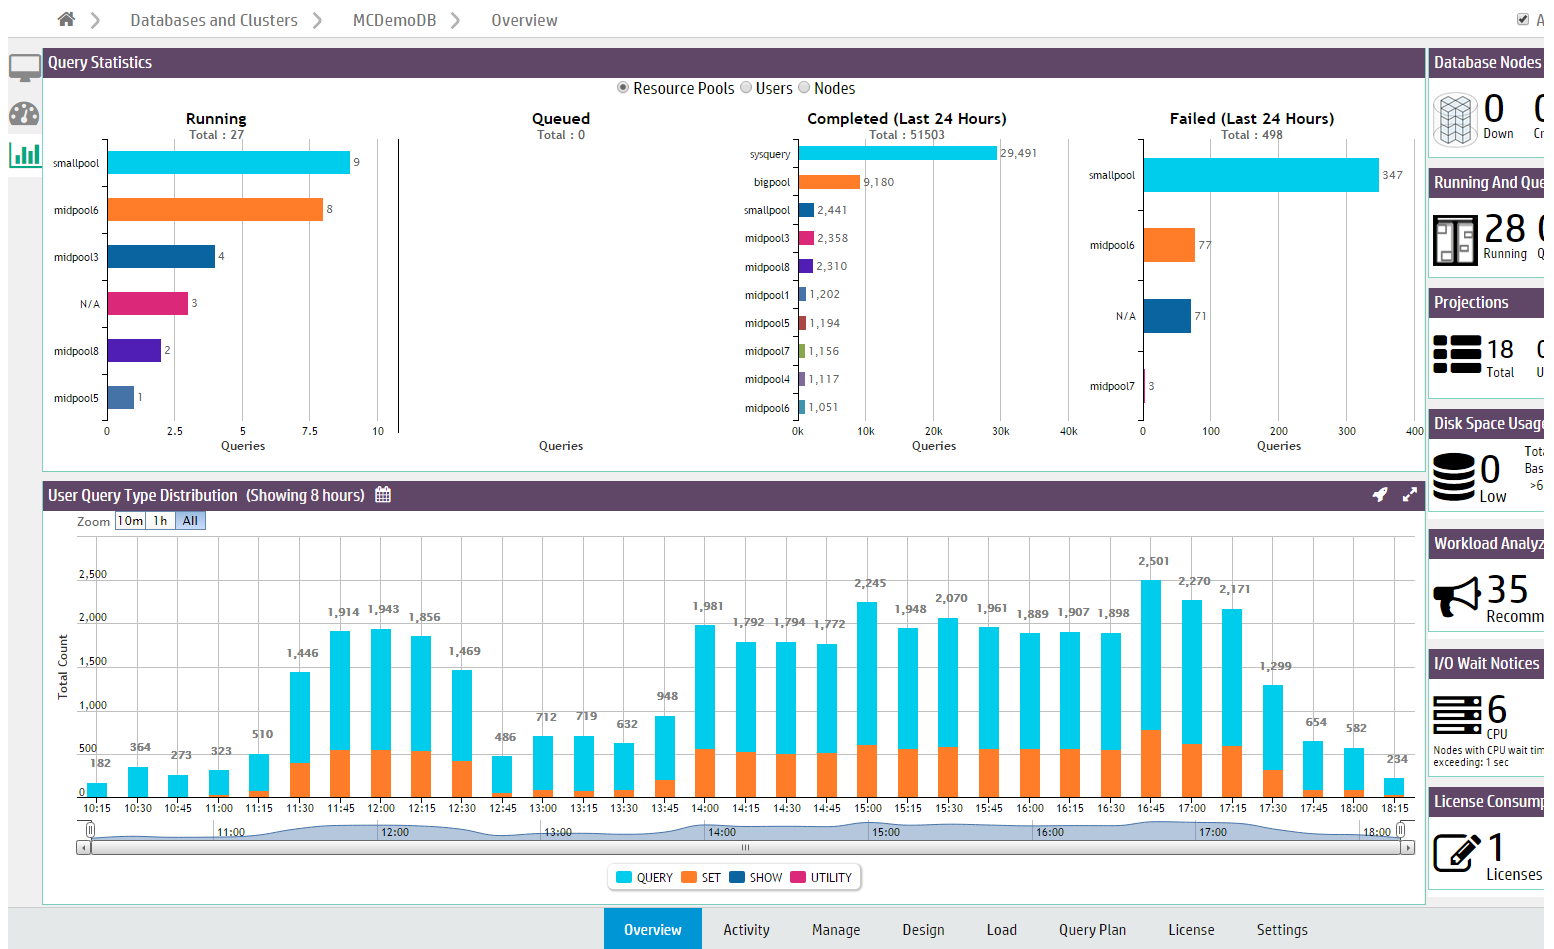 Databases and Clusters MCDemoDB Overview
Query Statistics
Resource Pools Users Nodes
Running
Total : 27
smallpool 9
midpool6 8
midpool3 4
N/A 3
midpool8 2
midpool5 1
0 2.5 5 7.5 10
Queries
Queued
Total : 0
Queries
Completed (Last 24 Hours)
Total : 51503
sysquery 29,491
bigpool 9,180
smallpool 2,441
midpool3 2,358
midpool8 2,310
midpool1 1,202
midpool5 1,194
midpool7 1,156
midpool4 1,117
midpool6 1,051
0k 10k 20k 30k 40k
Queries
Failed (Last 24 Hours)
Total : 498
smallpool 347
midpool6 77
N/A 71
midpool7 3
0 100 200 300 400
Queries
User Query Type Distribution (Showing 8 hours)
Zoom 10m 1h All
Total Count
2,500
2,000
1,500
1,000
500
0
182 364 273 323 510 1,446 1,914 1,943 1,856 1,469 486 712 719 632 948 1,981 1,792 1,794 1,772 2,245 1,948 2,070 1,961 1,889 1,907 1,898 2,501 2,270 2,171 1,299 654 582 234
10:15 10:30 10:45 11:00 11:15 11:30 11:45 12:00 12:15 12:30 12:45 13:00 13:15 13:30 13:45 14:00 14:15 14:30 14:45 15:00 15:15 15:30 15:45 16:00 16:15 16:30 16:45 17:00 17:15 17:30 17:45 18:00 18:15
11:00 12:00 13:00 14:00 15:00 16:00 17:00 18:00
QUERY SET SHOW UTILITY
Database Nodes
0
Down
Running And Que
28
Running
Projections
18
Total
Disk Space Usage
0
Low
Tota
Bas
>6
Workload Analyz
35
Recomm
I/O Wait Notices
6
CPU
Nodes with CPU wait tim
exceeding: 1 sec
License Consump
1
Licenses
Overview Activity Manage Design Load Query Plan License Settings